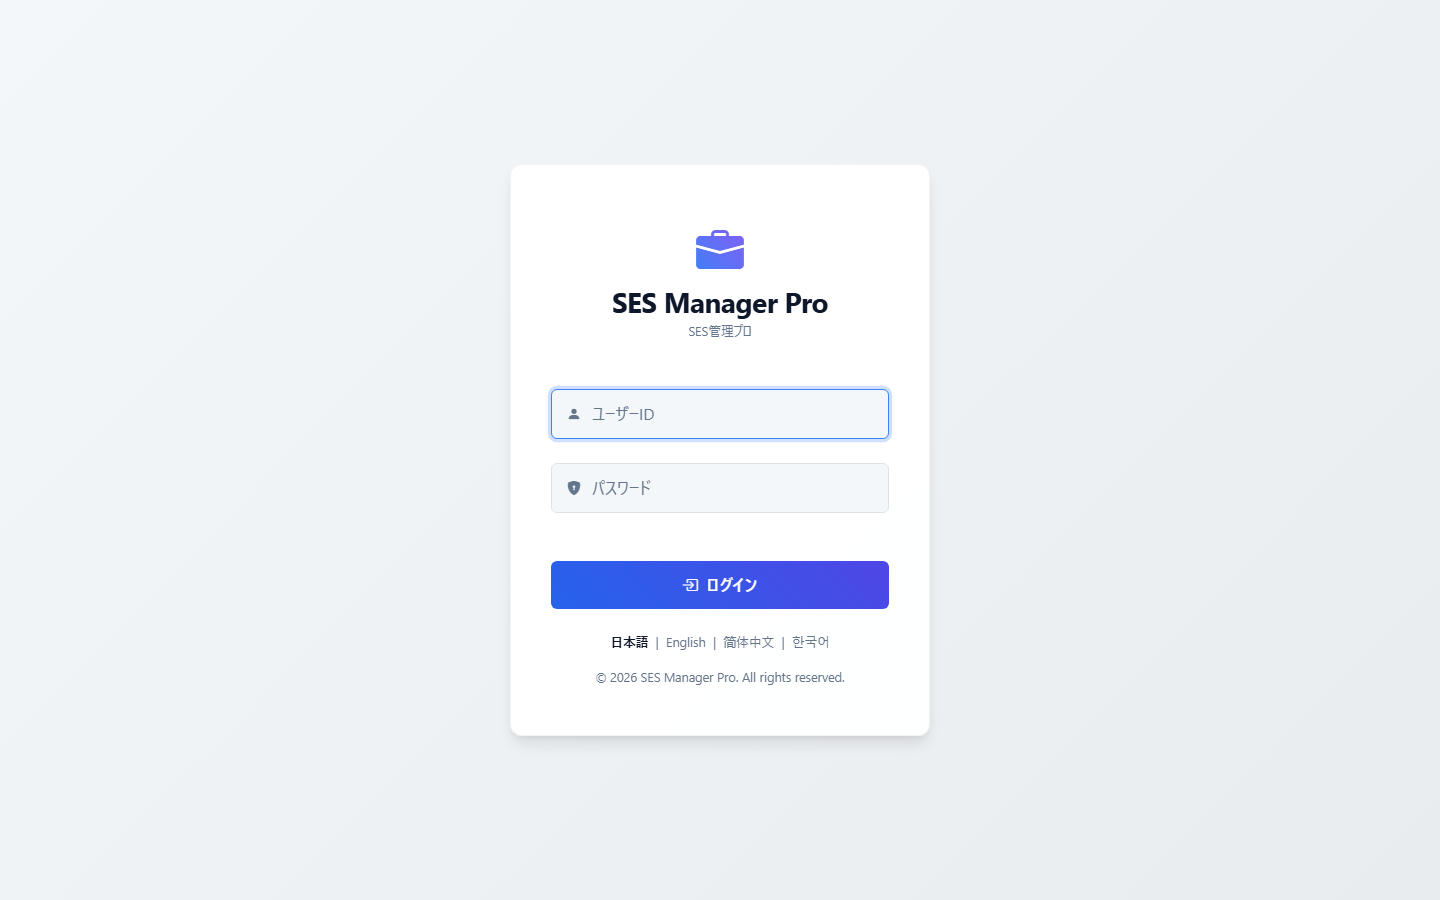 SES Manager Pro
SES管理プロ
ユーザーID
パスワード
ログイン
日本語 | English | 简体中文 | 한국어
© 2026 SES Manager Pro. All rights reserved.